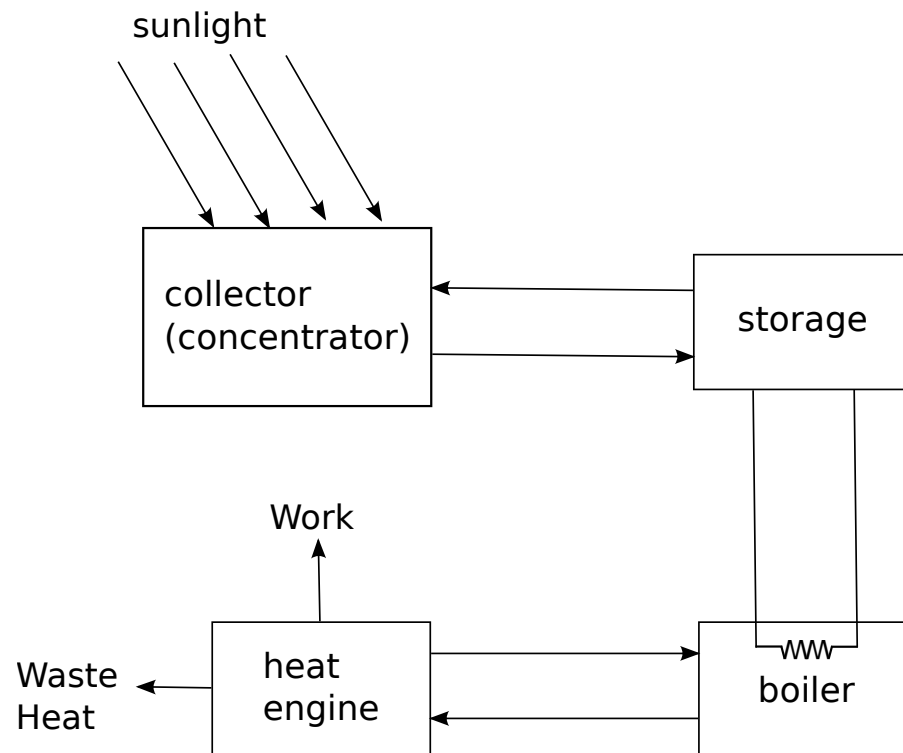 sunlight
collector
(concentrator)
storage
Work
heat
engine
Waste
Heat
boiler